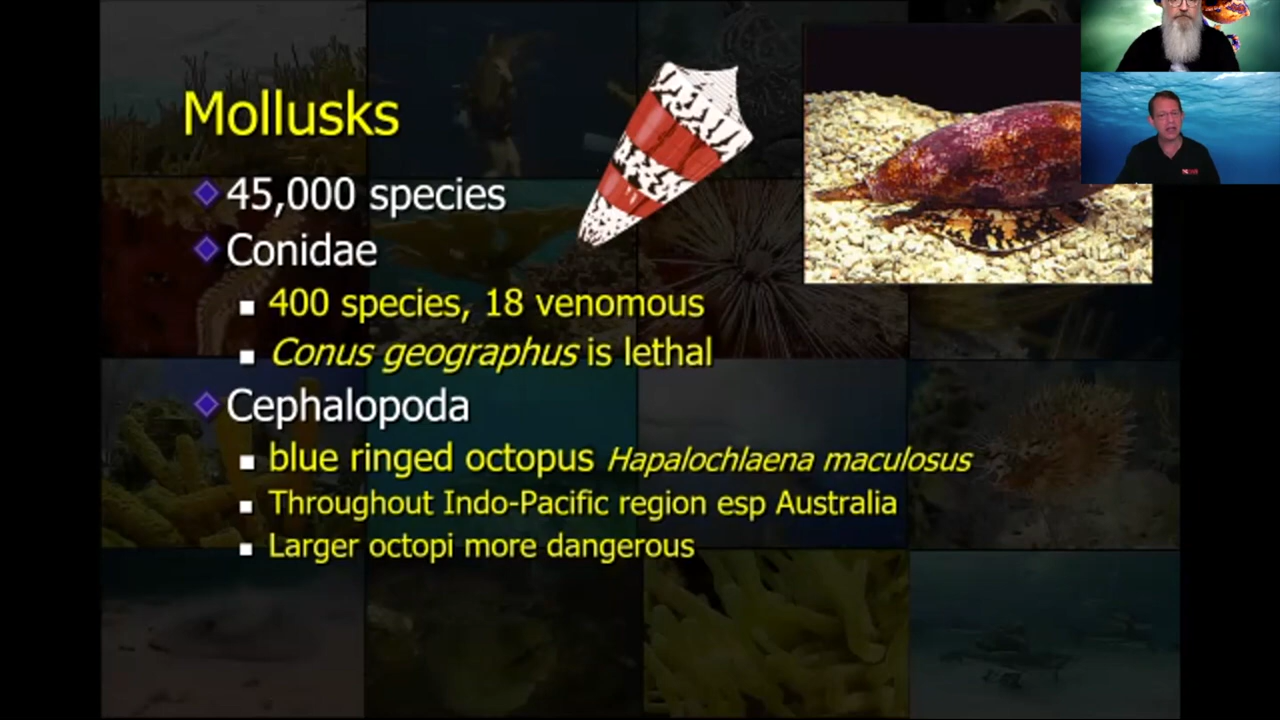 Mollusks
45,000 species
Conidae
400 species, 18 venomous
Conus geographus is lethal
Cephalopoda
blue ringed octopus Hapalochlaena maculosus
Throughout Indo-Pacific region esp Australia
Larger octopi more dangerous